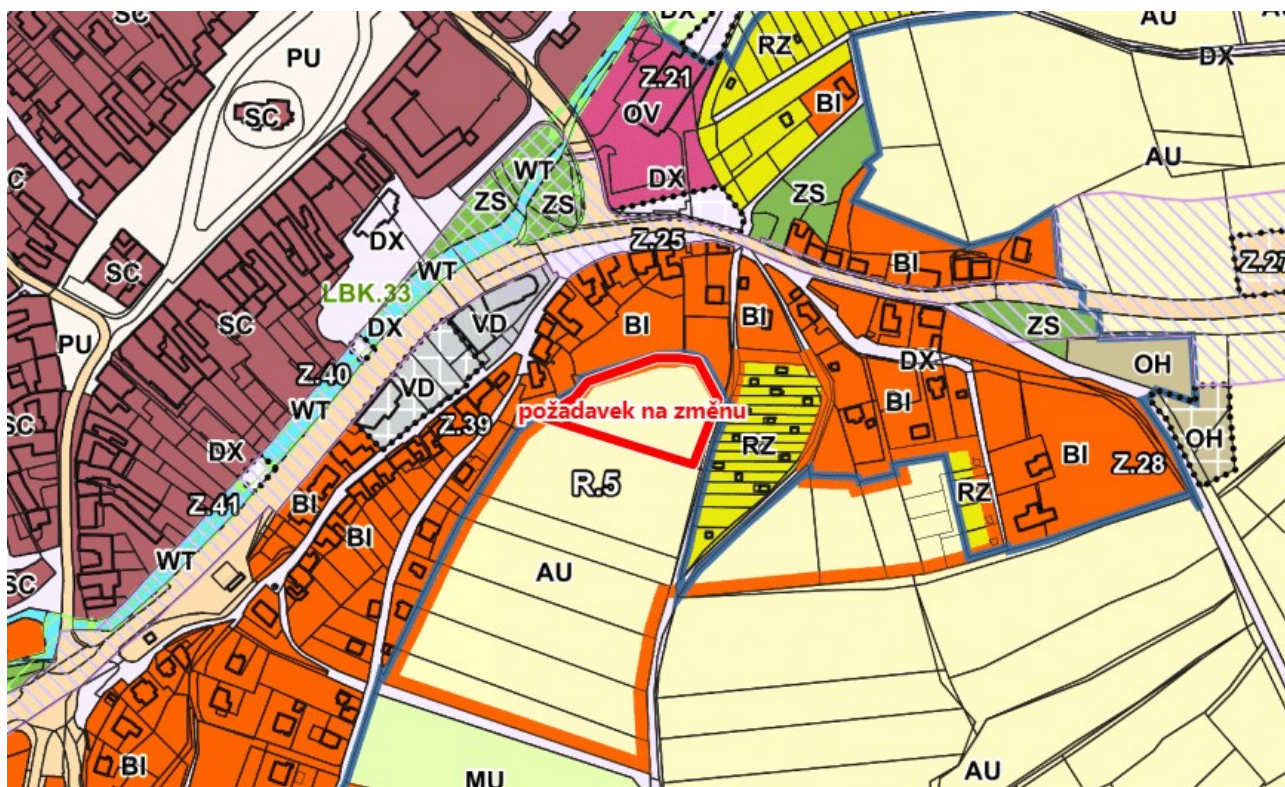 SC
DX
AU
A
PU
RZ
DX
Z.21
BI
SC
OV
AU
WT
C
ZS
DX
ZS
ZS
DX
Z.25
SC
WT
BI
Z.27
LBK.33
SC
VD
BI
BI
ZS
PU
DX
DX
OH
Z.40
VD
požadavek na změnu
BI
SC
WT
Z.39
RZ
OH
DX
BI
Z.28
R.5
RZ
Z.41
BI
BI
WT
AU
SC
BI
MU
AU